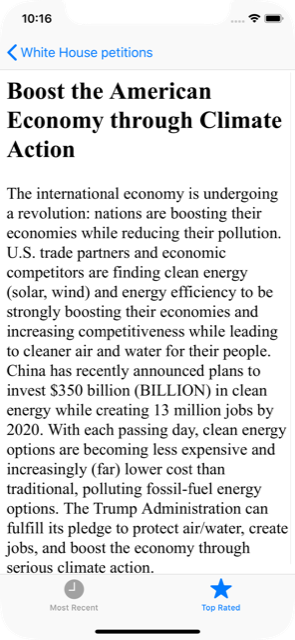 10:16
White House petitions
Boost the American
Economy through Climate
Action
The international economy is undergoing
a revolution: nations are boosting their
economies while reducing their pollution.
U.S. trade partners and economic
competitors are finding clean energy
(solar, wind) and energy efficiency to be
strongly boosting their economies and
increasing competitiveness while leading
to cleaner air and water for their people.
China has recently announced plans to
invest $350 billion (BILLION) in clean
energy while creating 13 million jobs by
2020. With each passing day, clean energy
options are becoming less expensive and
increasingly (far) lower cost than
traditional, polluting fossil-fuel energy
options. The Trump Administration can
fulfill its pledge to protect air/water, create
jobs, and boost the economy through
serious climate action.
Most Recent
Top Rated